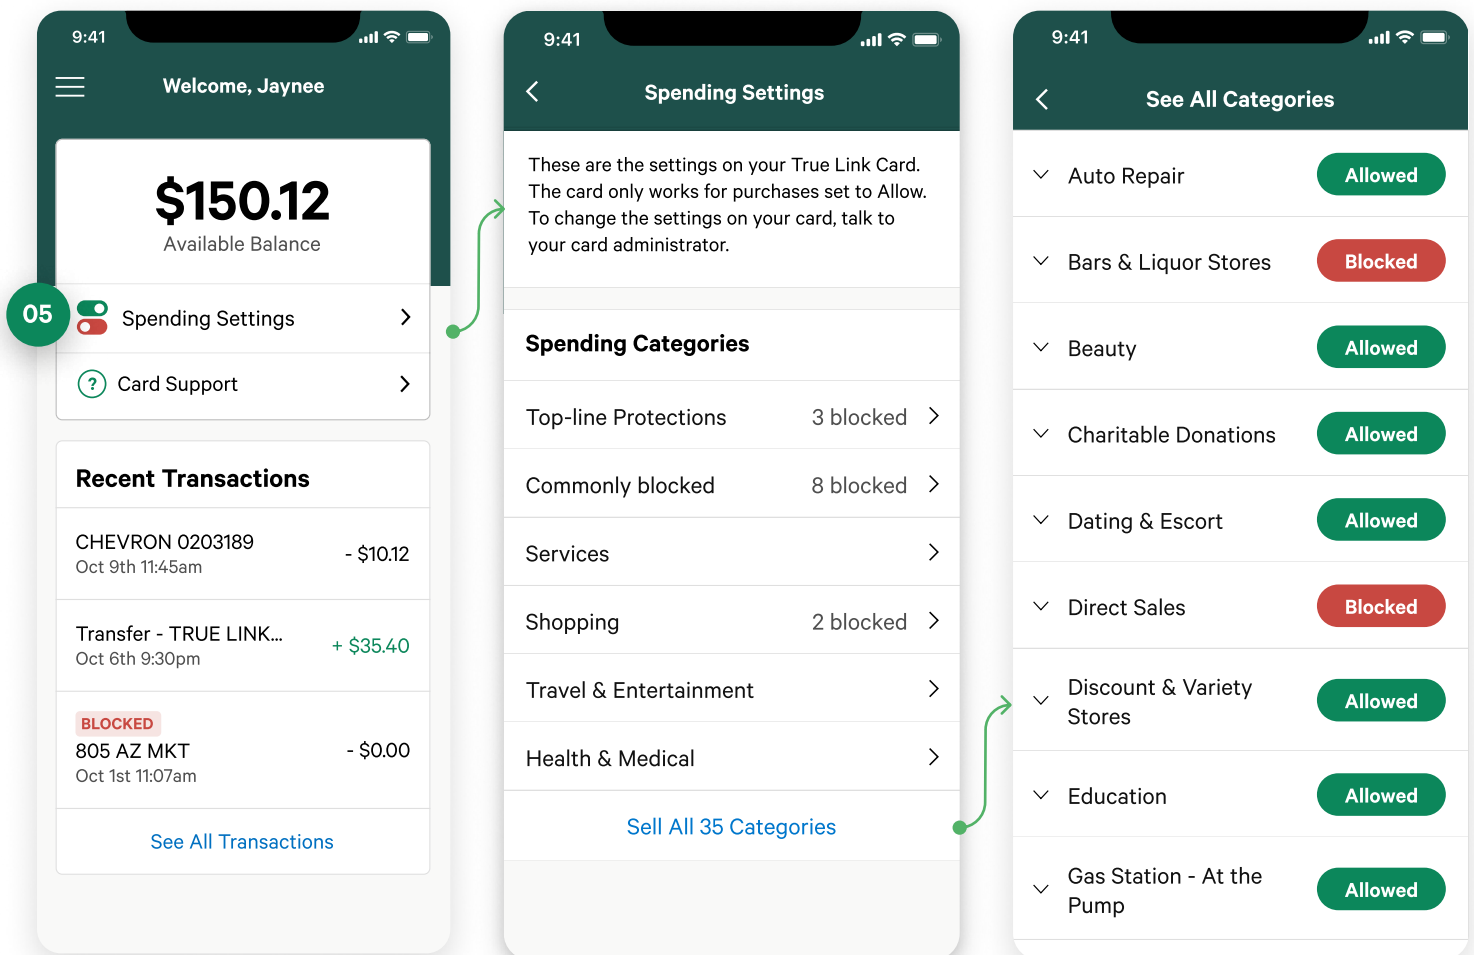 9:41
Welcome, Jaynee
$150.12
Available Balance
05
Spending Settings
?
Card Support
Recent Transactions
CHEVRON 0203189
- $10.12
Oct 9th 11:45am
Transfer - TRUE LINK...
+ $35.40
Oct 6th 9:30pm
BLOCKED
805 AZ MKT
- $0.00
Oct 1st 11:07am
See All Transactions
9:41
Spending Settings
These are the settings on your True Link Card.
The card only works for purchases set to Allow.
To change the settings on your card, talk to
your card administrator.
Spending Categories
Top-line Protections 3 blocked
Commonly blocked 8 blocked
Services
Shopping 2 blocked
Travel & Entertainment
Health & Medical
Sell All 35 Categories
9:41
See All Categories
Auto Repair Allowed
Bars & Liquor Stores Blocked
Beauty Allowed
Charitable Donations Allowed
Dating & Escort Allowed
Direct Sales Blocked
Discount & Variety
Stores
Allowed
Education Allowed
Gas Station - At the
Pump
Allowed